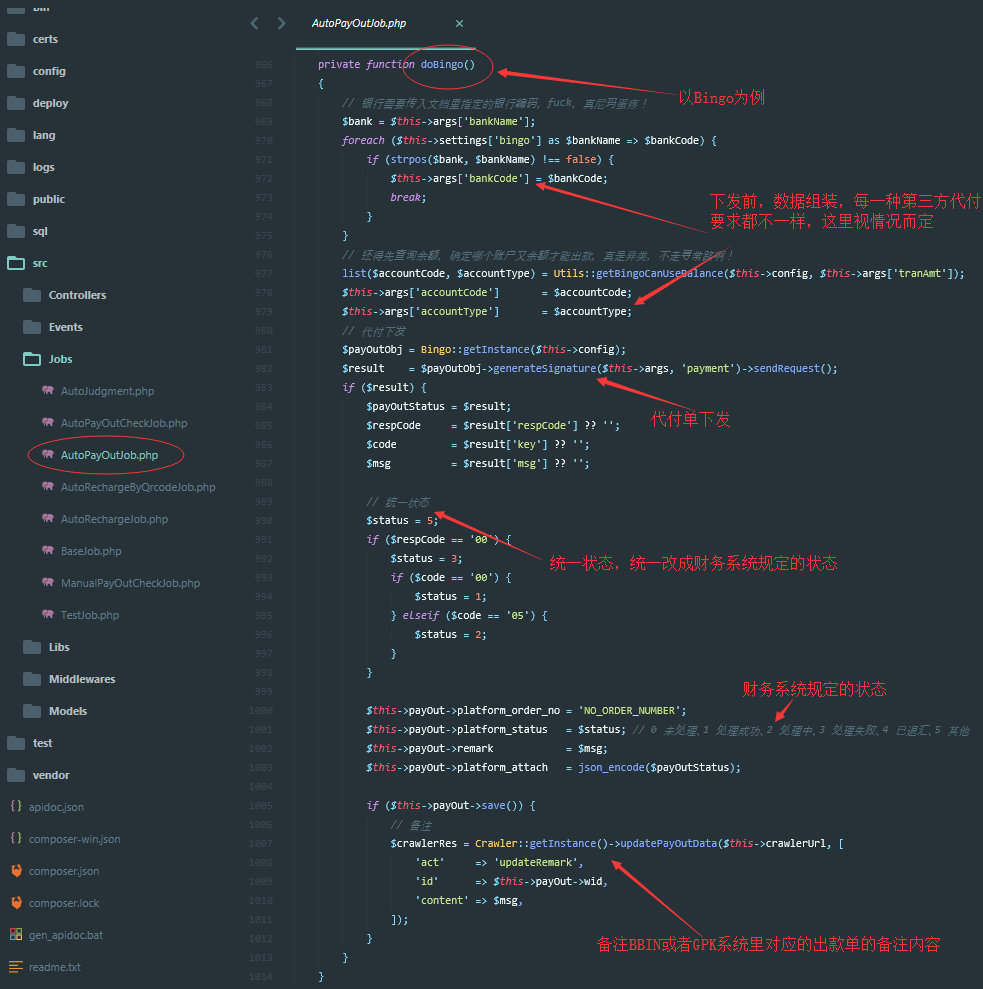 bin
certs
config
deploy
lang
logs
public
sql
src
Controllers
Events
Jobs
AutoJudgment.php
AutoPayOutCheckJob.php
AutoPayOutJob.php
AutoRechargeByQrcodeJob.php
AutoRechargeJob.php
BaseJob.php
ManualPayOutCheckJob.php
TestJob.php
Libs
Middlewares
Models
test
vendor
apidoc.json
composer-win.json
composer.json
composer.lock
gen_apidoc.bat
readme.txt
AutoPayOutJob.php ×
966 private function doBingo()
967 {
968 // 银行需要传入文档里指定的银行编码, fuck, 真尼玛蛋疼!
969 $bank = $this->args['bankName'];
970 foreach ($this->settings['bingo'] as $bankName => $bankCode) {
971 if (strpos($bank, $bankName) !== false) {
972 $this->args['bankCode'] = $bankCode;
973 break;
974 }
975 }
976 // 还得先查询余额, 确定哪个账户又余额才能出款, 真是异类, 不走寻常路啊!
977 list($accountCode, $accountType) = Utils::getBingoCanUseBalance($this->config, $this->args['tranAmt']);
978 $this->args['accountCode'] = $accountCode;
979 $this->args['accountType'] = $accountType;
980 // 代付下发
981 $payOutObj = Bingo::getInstance($this->config);
982 $result = $payOutObj->generateSignature($this->args, 'payment')->sendRequest();
983 if ($result) {
984 $payOutStatus = $result;
985 $respCode = $result['respCode'] ?? '';
986 $code = $result['key'] ?? '';
987 $msg = $result['msg'] ?? '';
988
989 // 统一状态
990 $status = 5;
991 if ($respCode == '00') {
992 $status = 3;
993 if ($code == '00') {
994 $status = 1;
995 } elseif ($code == '05') {
996 $status = 2;
997 }
998 }
999
1000 $this->payOut->platform_order_no = 'NO_ORDER_NUMBER';
1001 $this->payOut->platform_status = $status; // 0 未处理,1 处理成功,2 处理中,3 处理失败,4 已退汇,5 其他
1002 $this->payOut->remark = $msg;
1003 $this->payOut->platform_attach = json_encode($payOutStatus);
1004
1005 if ($this->payOut->save()) {
1006 // 备注
1007 $crawlerRes = Crawler::getInstance()->updatePayOutData($this->crawlerUrl, [
1008 'act' => 'updateRemark',
1009 'id' => $this->payOut->wid,
1010 'content' => $msg,
1011 ]);
1012 }
1013 }
1014 }
以Bingo为例
下发前，数据组装，每一种第三方代付
要求都不一样，这里视情况而定
代付单下发
统一状态，统一改成财务系统规定的状态
财务系统规定的状态
备注BBIN或者GPK系统里对应的出款单的备注内容